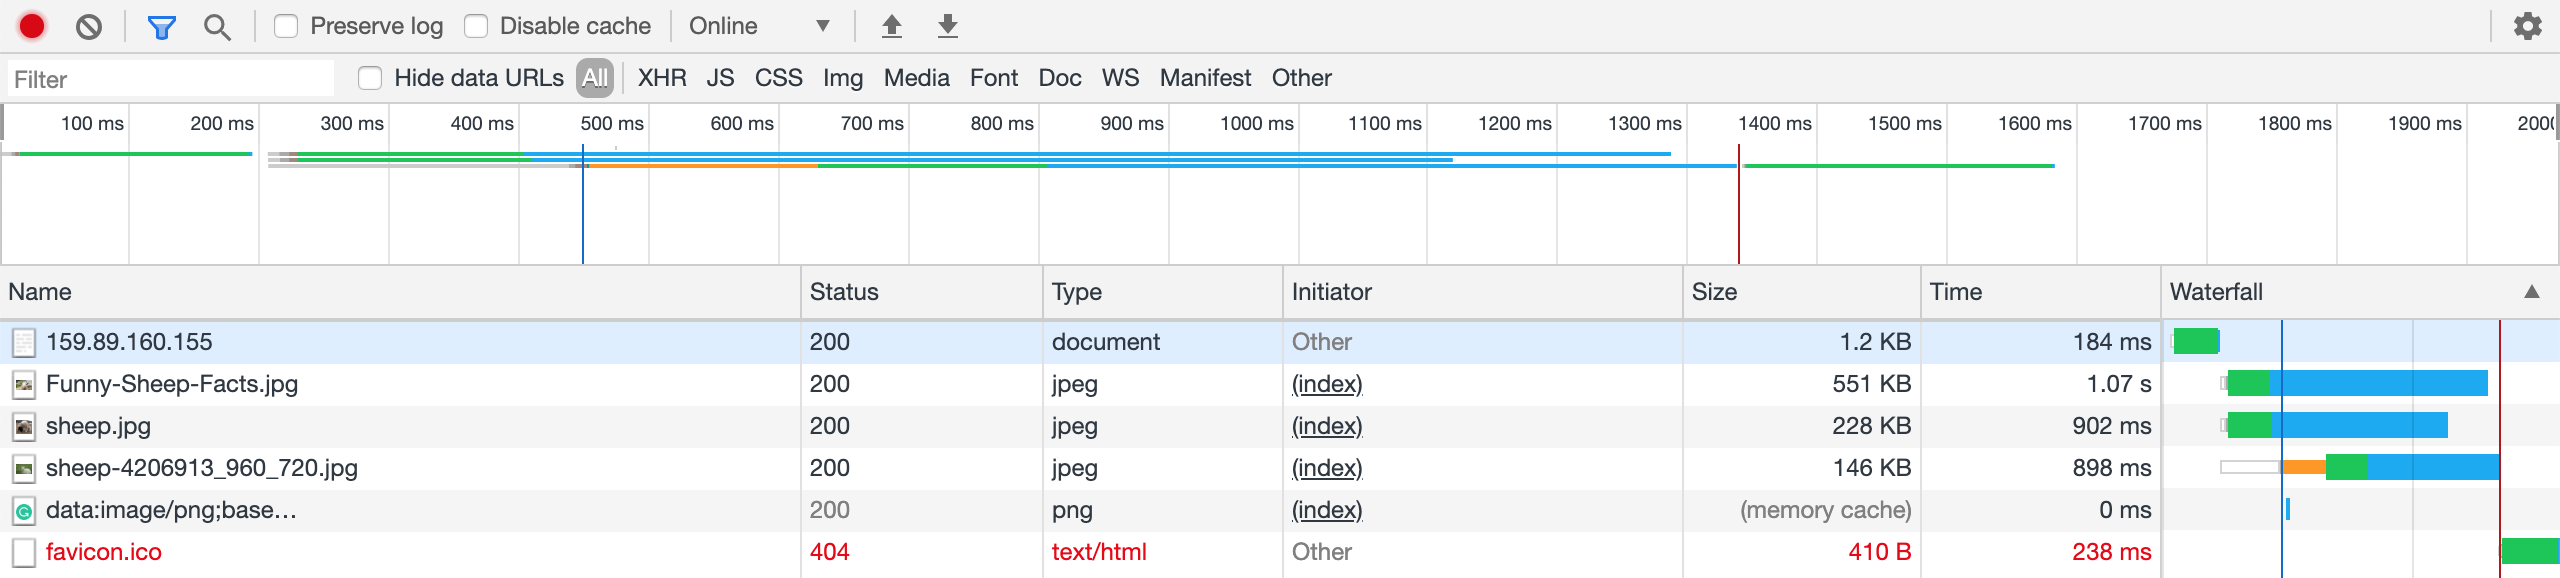 Preserve log Disable cache Online
Filter Hide data URLs All XHR JS CSS Img Media Font Doc WS Manifest Other
100 ms 200 ms 300 ms 400 ms 500 ms 600 ms 700 ms 800 ms 900 ms 1000 ms 1100 ms 1200 ms 1300 ms 1400 ms 1500 ms 1600 ms 1700 ms 1800 ms 1900 ms 200
Name Status Type Initiator Size Time Waterfall
159.89.160.155 200 document Other 1.2 KB 184 ms
Funny-Sheep-Facts.jpg 200 jpeg (index) 551 KB 1.07 s
sheep.jpg 200 jpeg (index) 228 KB 902 ms
sheep-4206913_960_720.jpg 200 jpeg (index) 146 KB 898 ms
data:image/png;base… 200 png (index) (memory cache) 0 ms
favicon.ico 404 text/html Other 410 B 238 ms